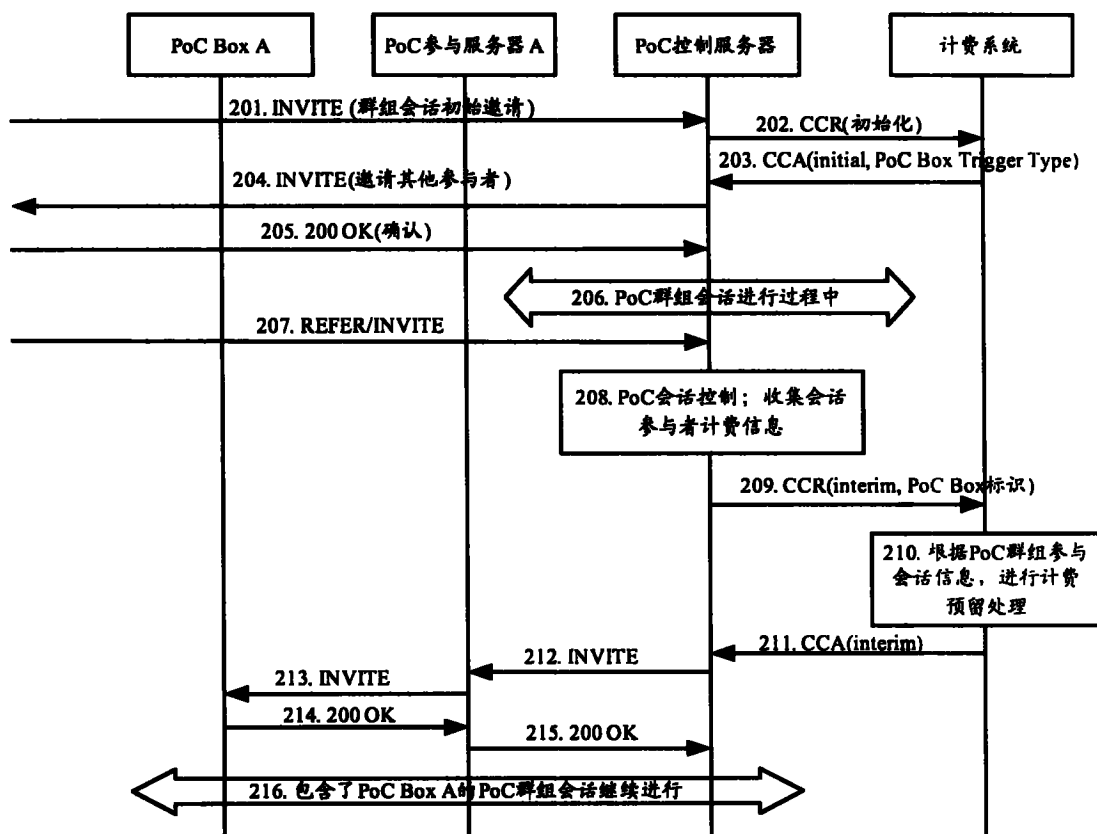 PoC Box A
PoC参与服务器 A
PoC控制服务器
计费系统
201. INVITE (群组会话初始邀请)
202. CCR(初始化)
203. CCA(initial, PoC Box Trigger Type)
204. INVITE(邀请其他参与者)
205. 200 OK(确认)
206. PoC群组会话进行过程中
207. REFER/INVITE
208. PoC会话控制；收集会话
参与者计费信息
209. CCR(interim, PoC Box标识)
210. 根据PoC群组参与
会话信息，进行计费
预留处理
211. CCA(interim)
212. INVITE
213. INVITE
214. 200 OK
215. 200 OK
216. 包含了PoC Box A的PoC群组会话继续进行